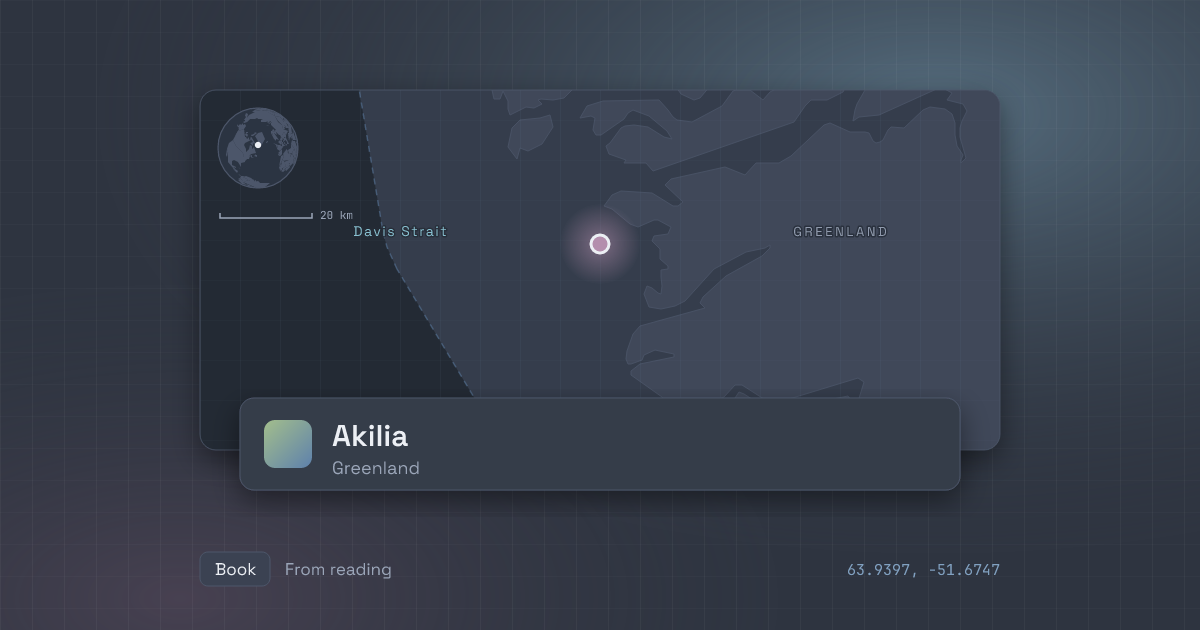 20 km
Davis Strait
GREENLAND
Akilia
Greenland
Book
From reading
63.9397, -51.6747